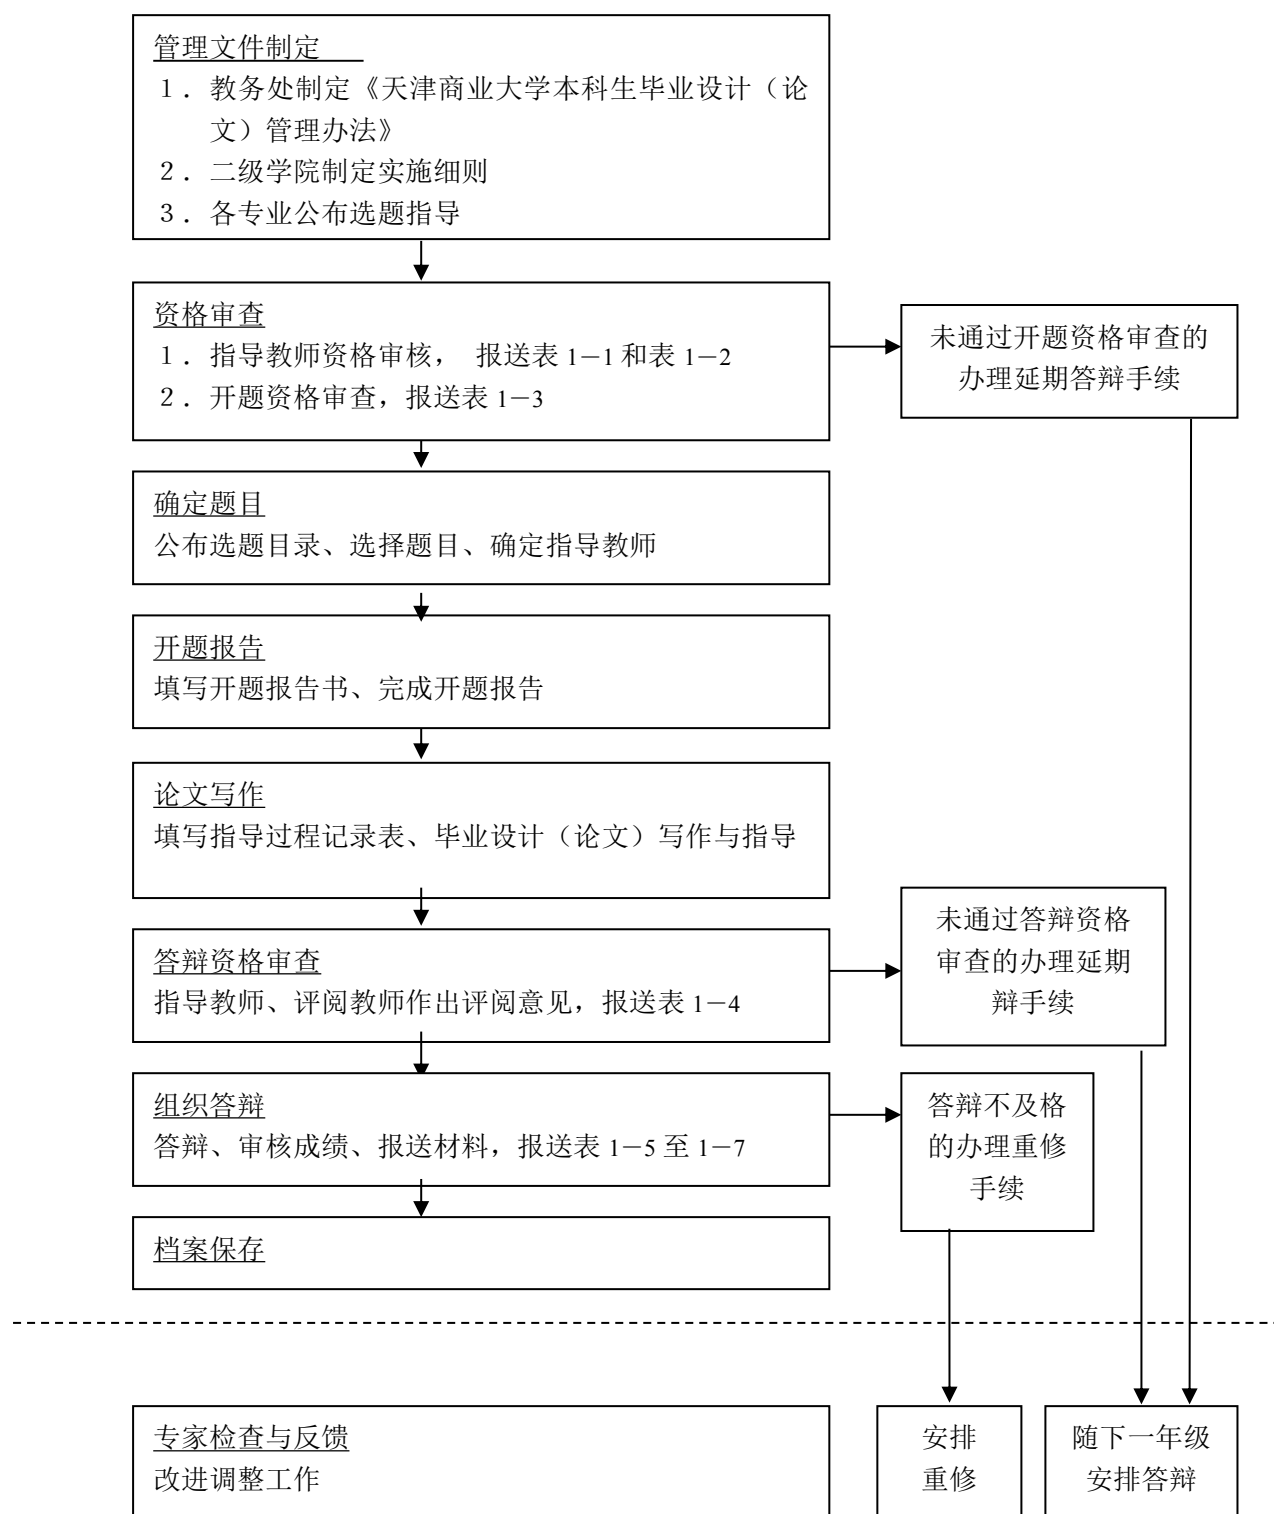 管理文件制定
１．教务处制定《天津商业大学本科生毕业设计（论
文）管理办法》
２．二级学院制定实施细则
３．各专业公布选题指导
资格审查
１．指导教师资格审核， 报送表 1－1 和表 1－2
２．开题资格审查，报送表 1－3
未通过开题资格审查的
办理延期答辩手续
确定题目
公布选题目录、选择题目、确定指导教师
开题报告
填写开题报告书、完成开题报告
论文写作
填写指导过程记录表、毕业设计（论文）写作与指导
答辩资格审查
指导教师、评阅教师作出评阅意见，报送表 1－4
未通过答辩资格
审查的办理延期
辩手续
组织答辩
答辩、审核成绩、报送材料，报送表 1－5 至 1－7
答辩不及格
的办理重修
手续
档案保存
专家检查与反馈
改进调整工作
安排
重修
随下一年级
安排答辩